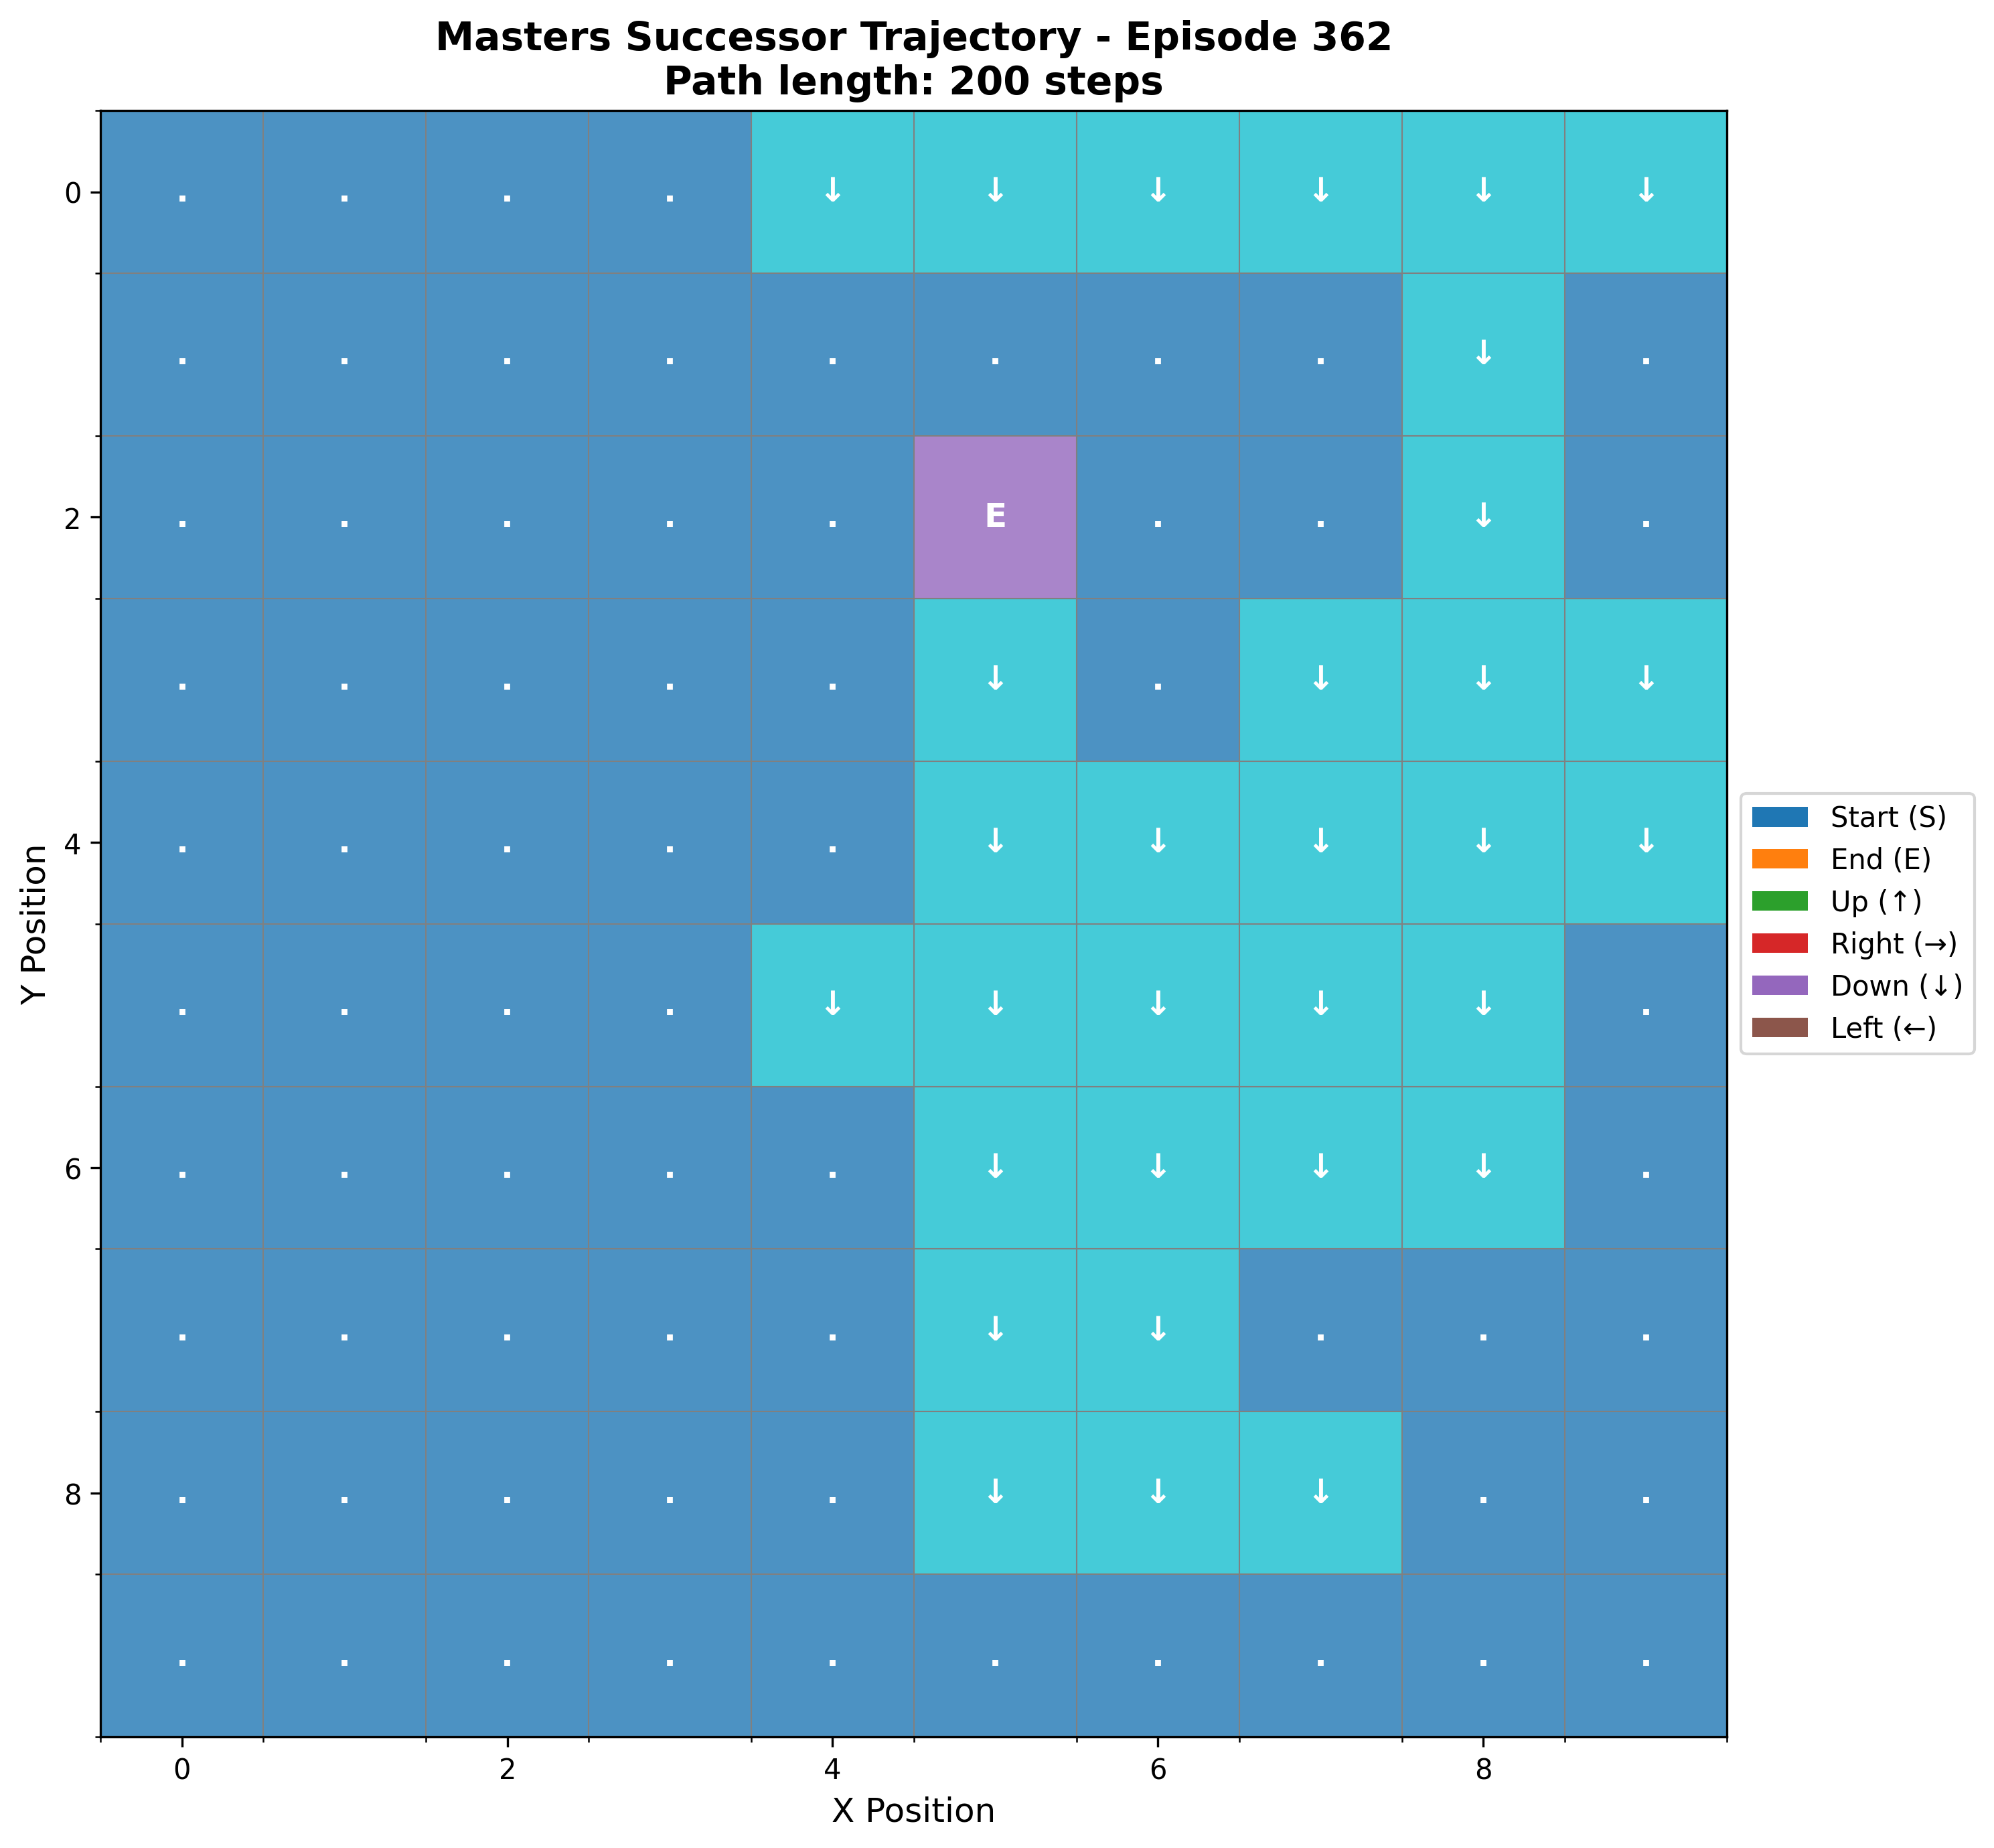 Masters Successor Trajectory - Episode 362
Path length: 200 steps
0 . . . . ↓ ↓ ↓ ↓ ↓ ↓
. . . . . . . . ↓ .
2 . . . . . E . . ↓ .
. . . . . ↓ . ↓ ↓ ↓
4 . . . . . ↓ ↓ ↓ ↓ ↓
. . . . ↓ ↓ ↓ ↓ ↓ .
6 . . . . . ↓ ↓ ↓ ↓ .
. . . . . ↓ ↓ . . .
8 . . . . . ↓ ↓ ↓ . .
. . . . . . . . . .
0 2 4 6 8
X Position
Y Position
Start (S)
End (E)
Up (↑)
Right (→)
Down (↓)
Left (←)